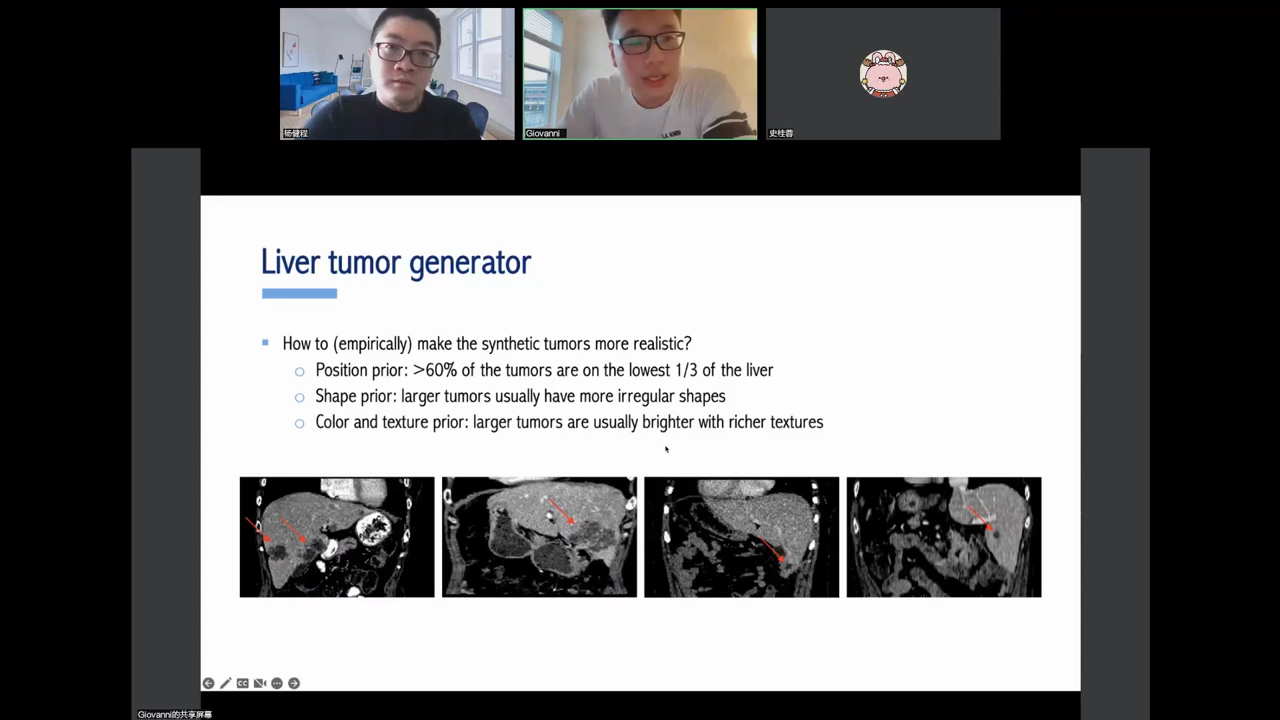 杨健程
Giovanni
史桂蓉
Liver tumor generator
How to (empirically) make the synthetic tumors more realistic?
Position prior: >60% of the tumors are on the lowest 1/3 of the liver
Shape prior: larger tumors usually have more irregular shapes
Color and texture prior: larger tumors are usually brighter with richer textures
CC
Giovanni的共享屏幕